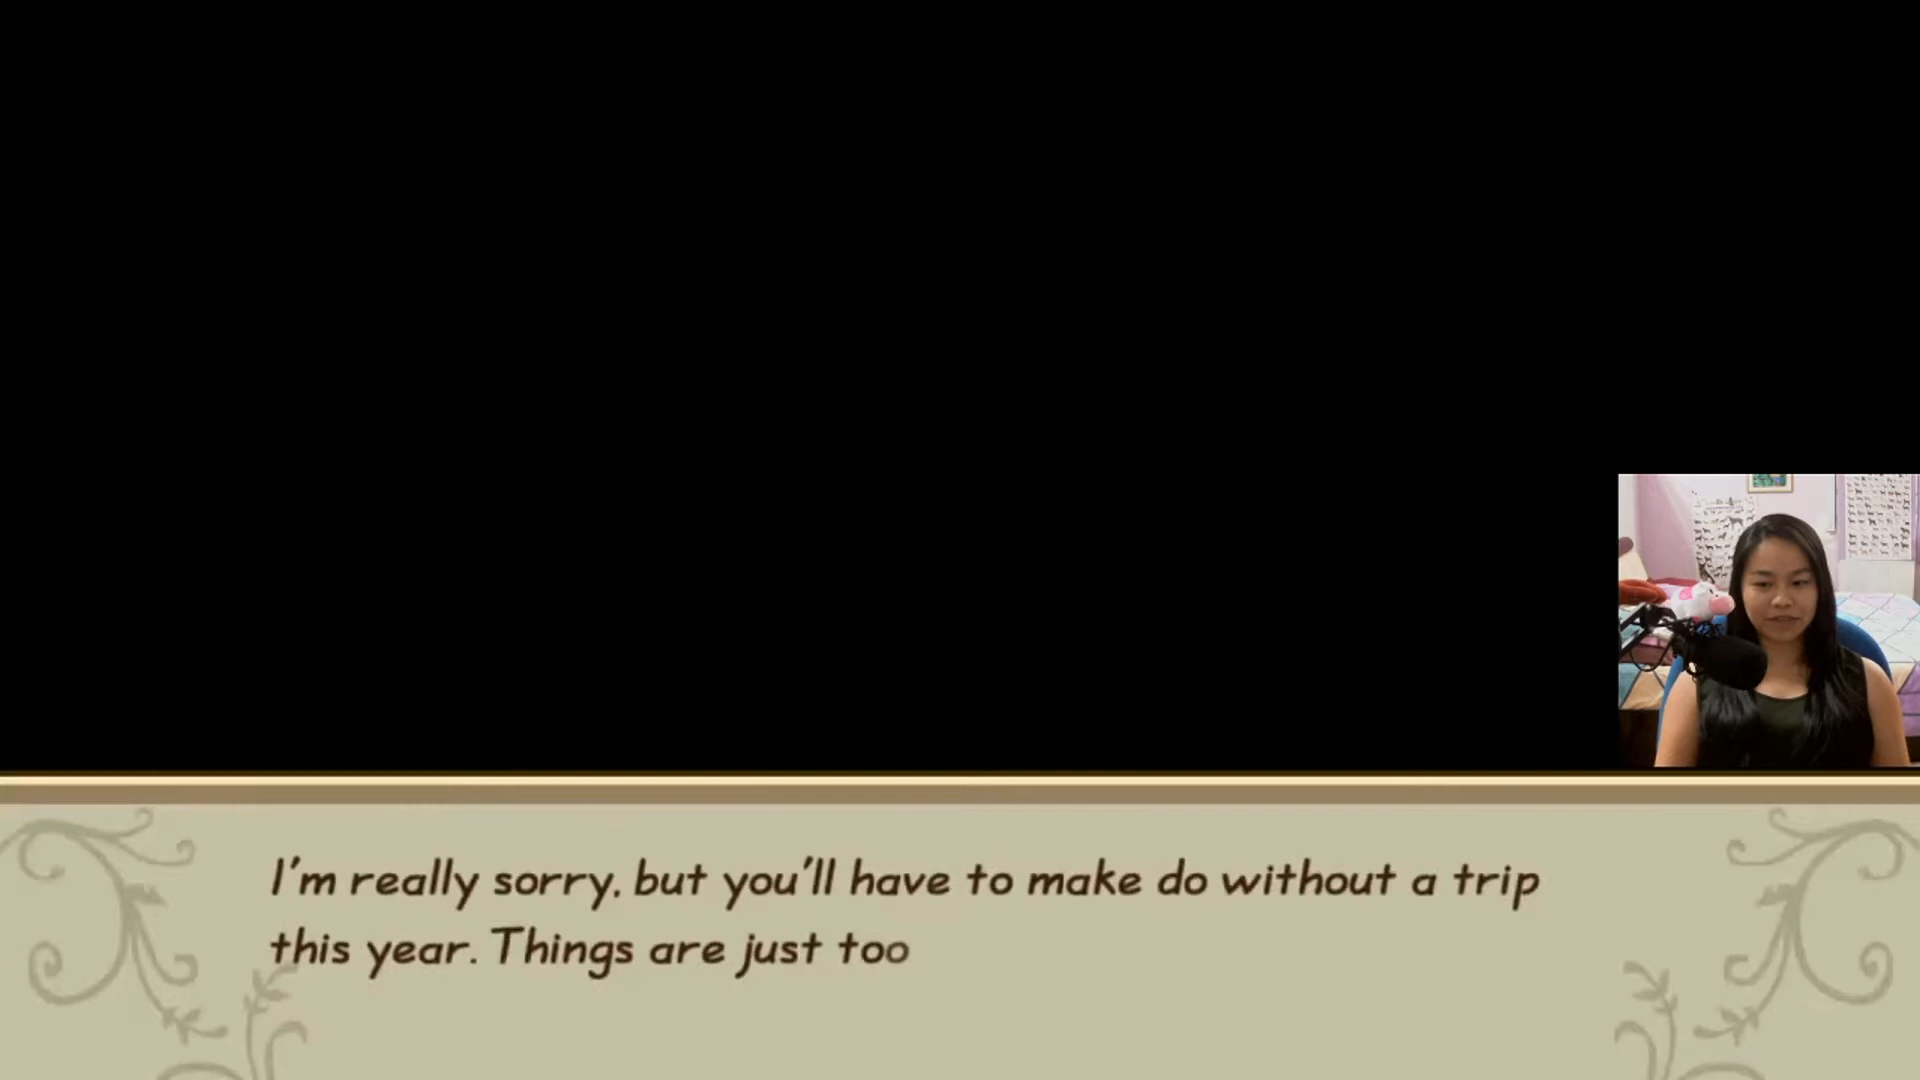 I'm really sorry, but you'll have to make do without a trip
this year. Things are just too